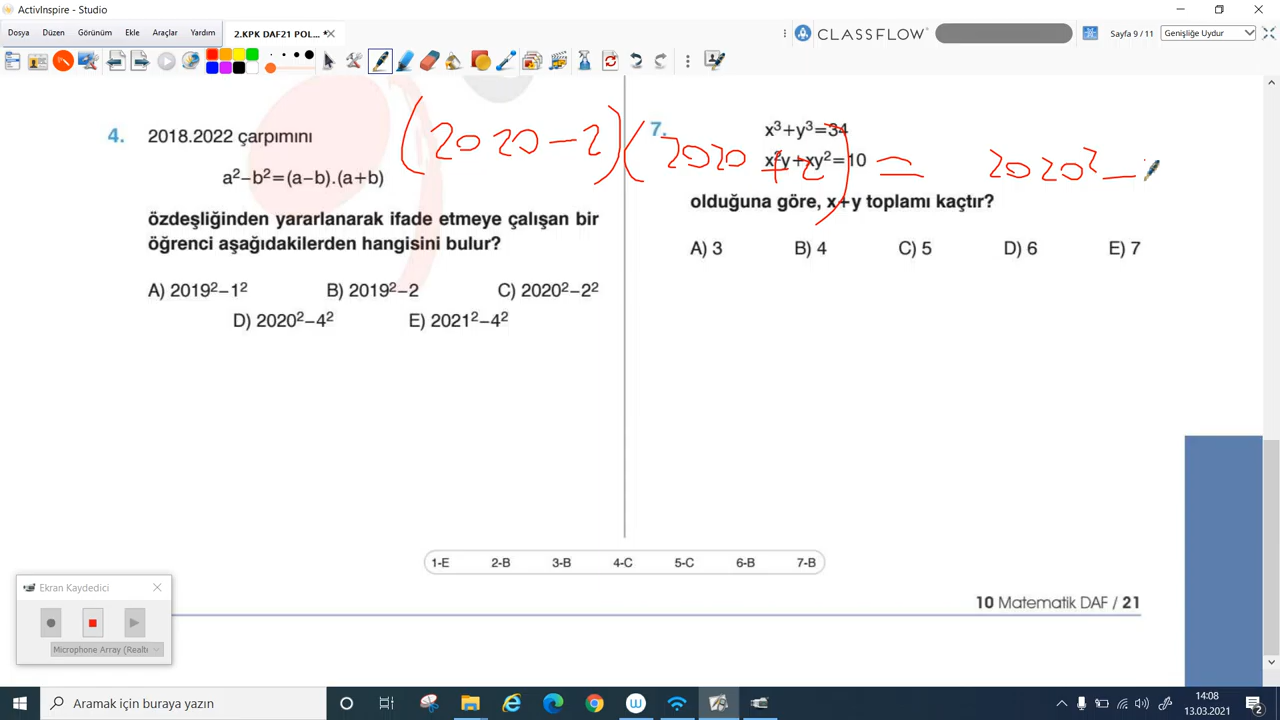 ActivInspire - Studio
Dosya Düzen Görünüm Ekle Araçlar Yardım
2.KPK DAF21 POL...*
CLASSFLOW
Sayfa 9 / 11
Genişliğe Uydur
4. 2018.2022 çarpımını
a²−b²=(a−b).(a+b)
özdeşliğinden yararlanarak ifade etmeye çalışan bir
öğrenci aşağıdakilerden hangisini bulur?
A) 2019²−1² B) 2019²−2 C) 2020²−2²
D) 2020²−4² E) 2021²−4²
(2020−2)(2020+2) = 2020²−
7. x³+y³=34
x²y+xy²=10
olduğuna göre, x+y toplamı kaçtır?
A) 3 B) 4 C) 5 D) 6 E) 7
1-E 2-B 3-B 4-C 5-C 6-B 7-B
10 Matematik DAF / 21
Ekran Kaydedici
Microphone Array (Realte
Aramak için buraya yazın
14:08
13.03.2021
2